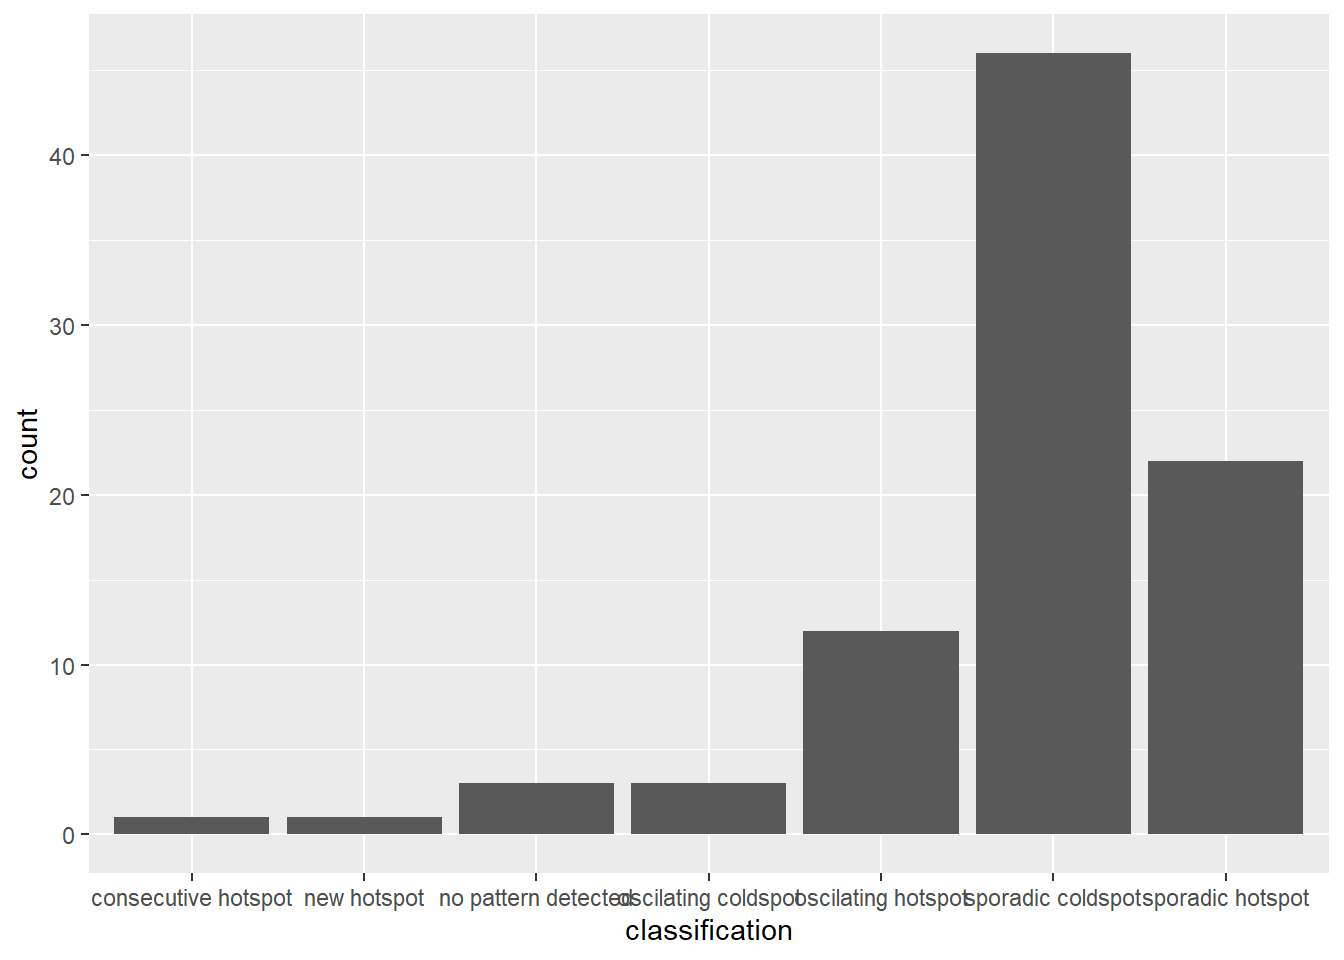 count
40
30
20
10
0
consecutive hotspot new hotspot no pattern detected oscilating coldspot oscilating hotspot sporadic coldspot sporadic hotspot
classification